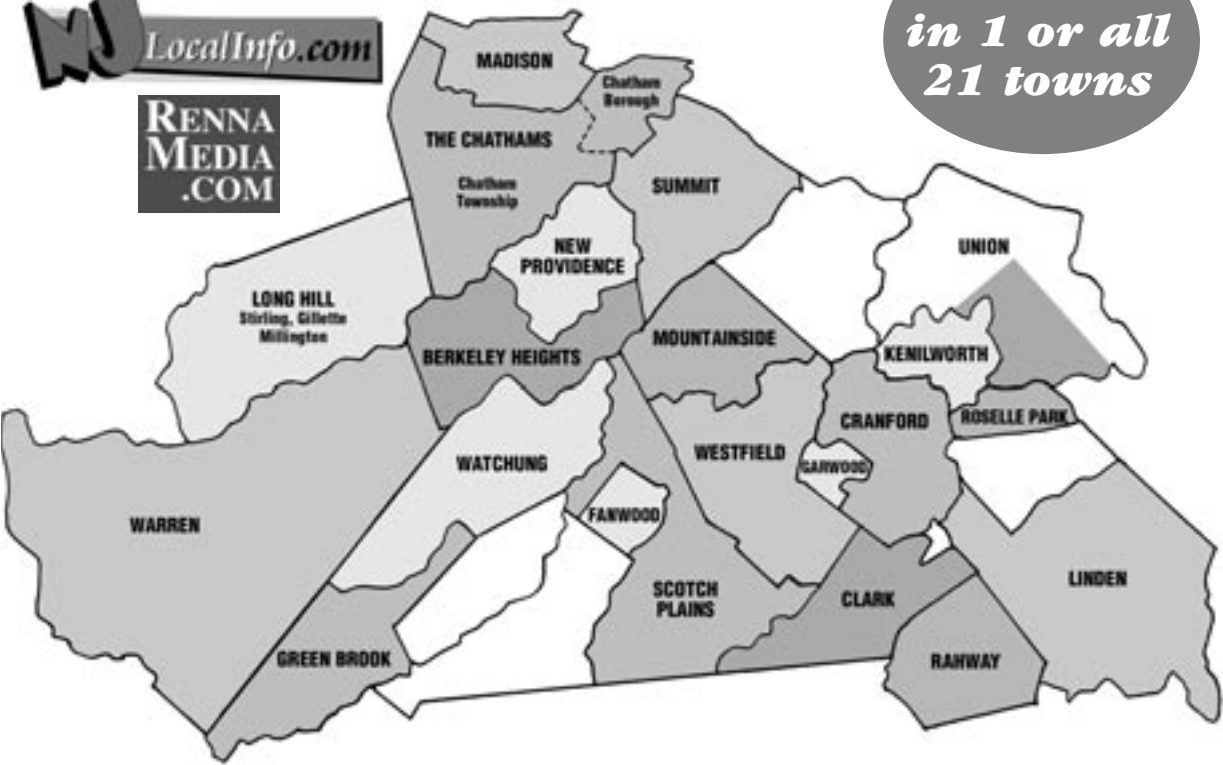 NJ LocalInfo.com
RENNA
MEDIA
.COM
in 1 or all
21 towns
MADISON
Chatham
Borough
THE CHATHAMS
Chatham
Township
SUMMIT
NEW
PROVIDENCE
UNION
LONG HILL
Stirling, Gillette
Millington
BERKELEY HEIGHTS
MOUNTAINSIDE
KENILWORTH
CRANFORD
ROSELLE PARK
WESTFIELD
GARWOOD
WATCHUNG
FANWOOD
WARREN
SCOTCH
PLAINS
CLARK
LINDEN
GREEN BROOK
RAHWAY